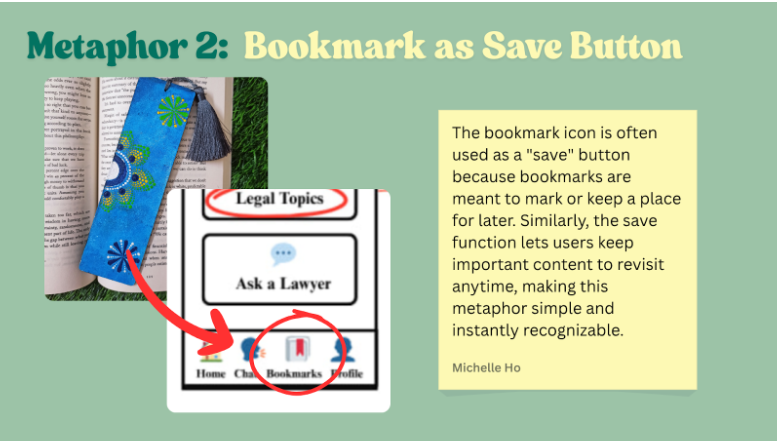 Metaphor 2: Bookmark as Save Button
Legal Topics
Ask a Lawyer
Home Chat Bookmarks Profile
The bookmark icon is often
used as a "save" button
because bookmarks are
meant to mark or keep a place
for later. Similarly, the save
function lets users keep
important content to revisit
anytime, making this
metaphor simple and
instantly recognizable.
Michelle Ho